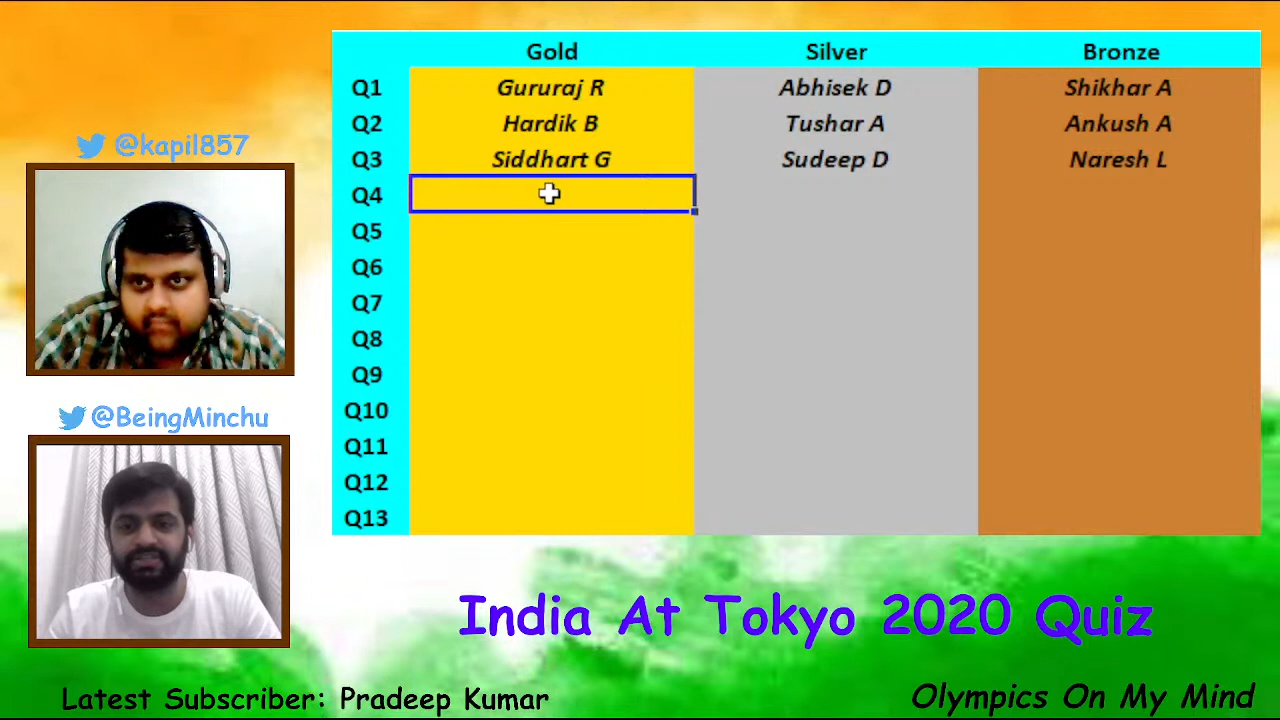 @kapil857
@BeingMinchu
Gold Silver Bronze
Q1 Gururaj R Abhisek D Shikhar A
Q2 Hardik B Tushar A Ankush A
Q3 Siddhart G Sudeep D Naresh L
Q4
Q5
Q6
Q7
Q8
Q9
Q10
Q11
Q12
Q13
India At Tokyo 2020 Quiz
Latest Subscriber: Pradeep Kumar
Olympics On My Mind